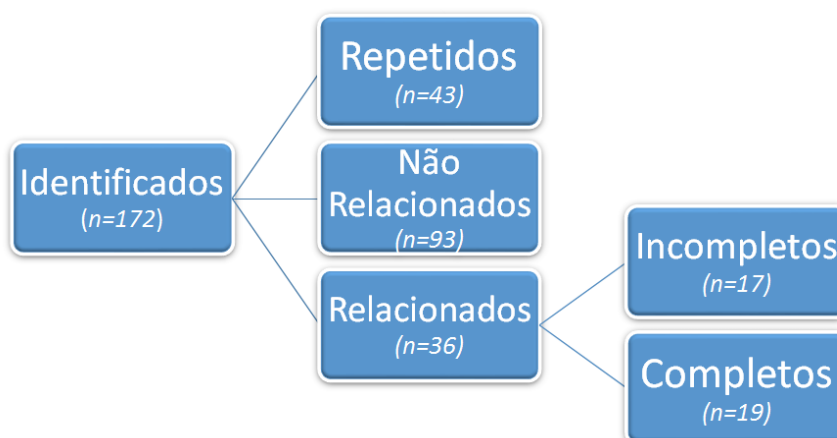 Identificados
(n=172)
Repetidos
(n=43)
Não
Relacionados
(n=93)
Relacionados
(n=36)
Incompletos
(n=17)
Completos
(n=19)